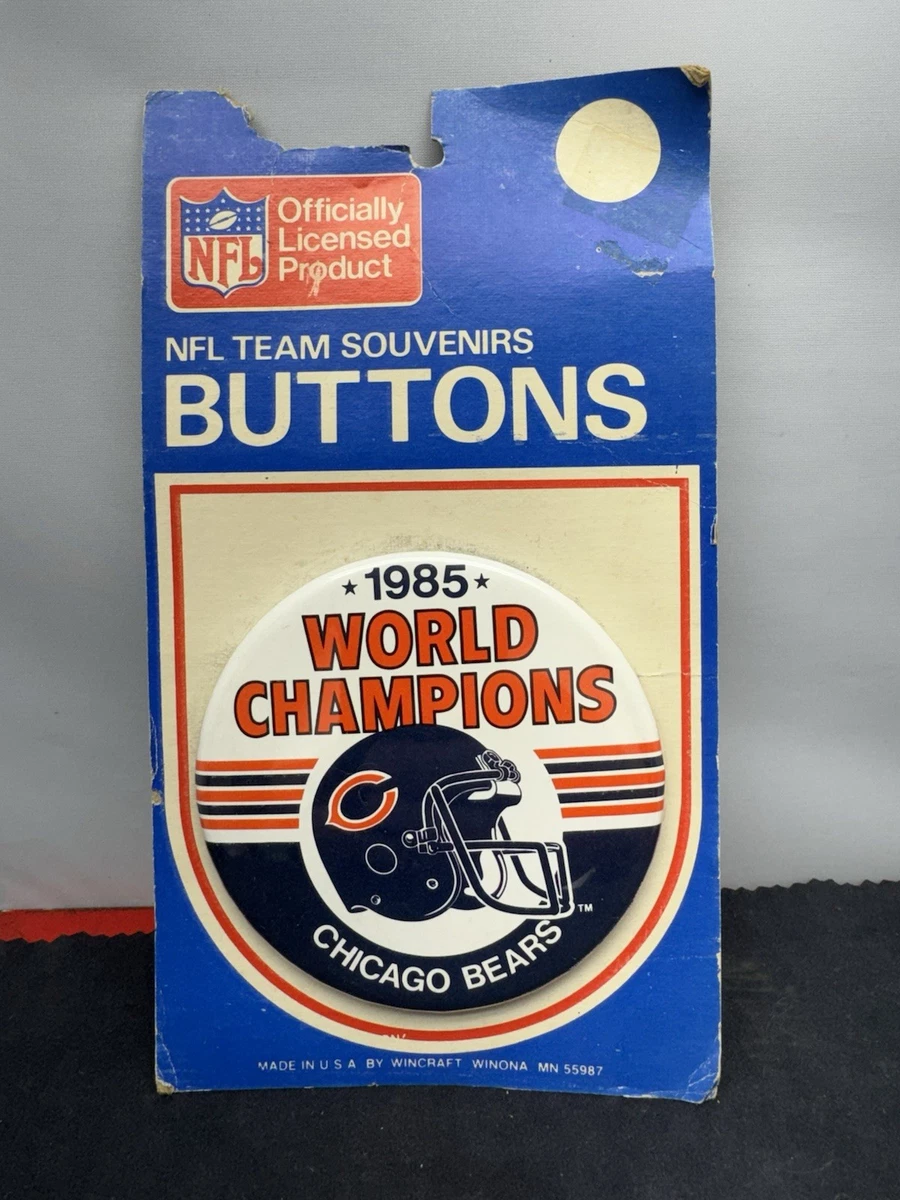 NFL
Officially
Licensed
Product
NFL TEAM SOUVENIRS
BUTTONS
★1985★
WORLD
CHAMPIONS
C
TM
CHICAGO BEARS
MADE IN U S A BY WINCRAFT WINONA MN 55987